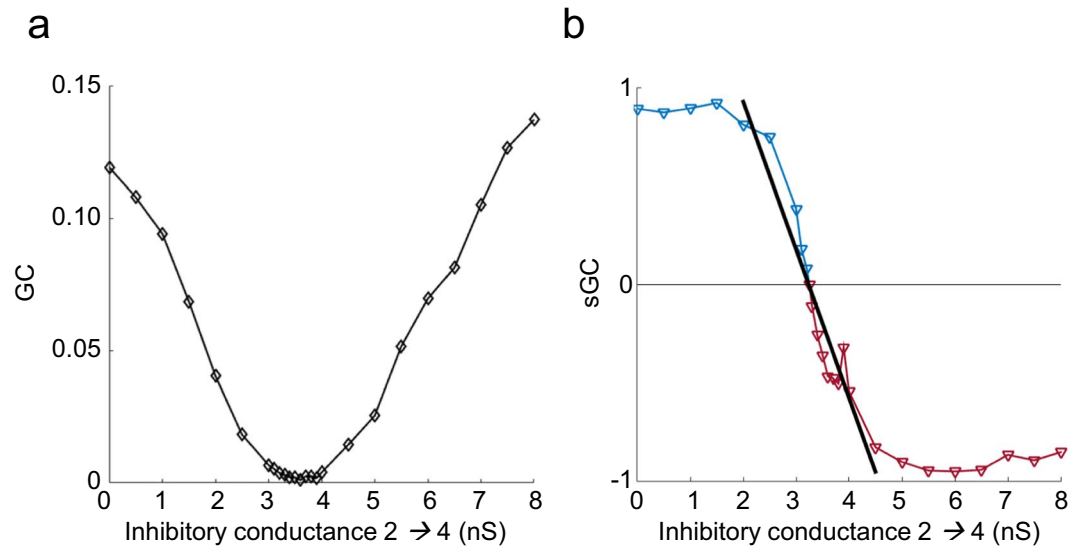 a
0.15
0.10
0.05
0
GC
0 1 2 3 4 5 6 7 8
Inhibitory conductance 2 → 4 (nS)
b
1
0
-1
sGC
0 1 2 3 4 5 6 7 8
Inhibitory conductance 2 → 4 (nS)